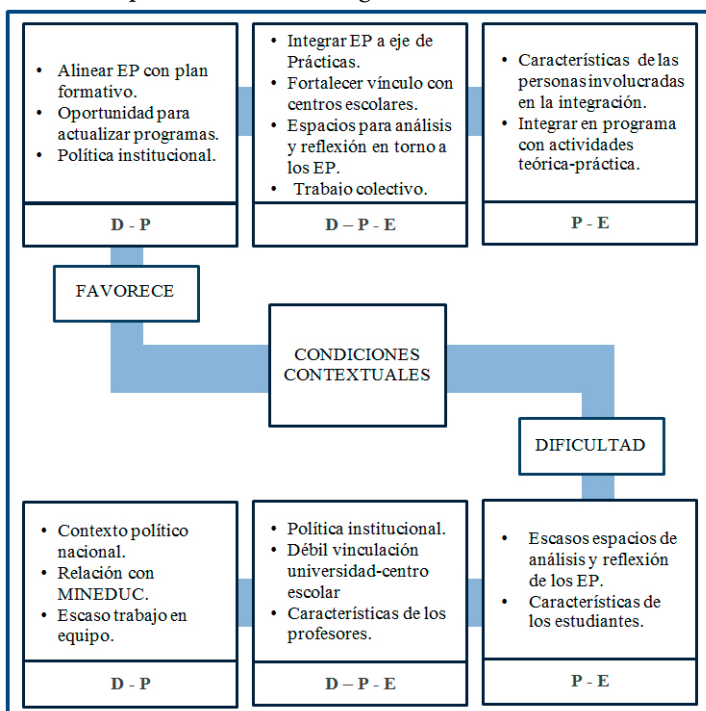 • Alinear EP con plan
formativo.
• Oportunidad para
actualizar programas.
• Política institucional.
D - P
• Integrar EP a eje de
Prácticas.
• Fortalecer vínculo con
centros escolares.
• Espacios para análisis
y reflexión en torno a
los EP.
• Trabajo colectivo.
D – P - E
• Características de las
personas involucradas
en la integración.
• Integrar en programa
con actividades
teórica-práctica.
P - E
FAVORECE
CONDICIONES
CONTEXTUALES
DIFICULTAD
• Contexto político
nacional.
• Relación con
MINEDUC.
• Escaso trabajo en
equipo.
D - P
• Política institucional.
• Débil vinculación
universidad-centro
escolar
• Características de los
profesores.
D – P - E
• Escasos espacios de
análisis y reflexión
de los EP.
• Características de
los estudiantes.
P - E